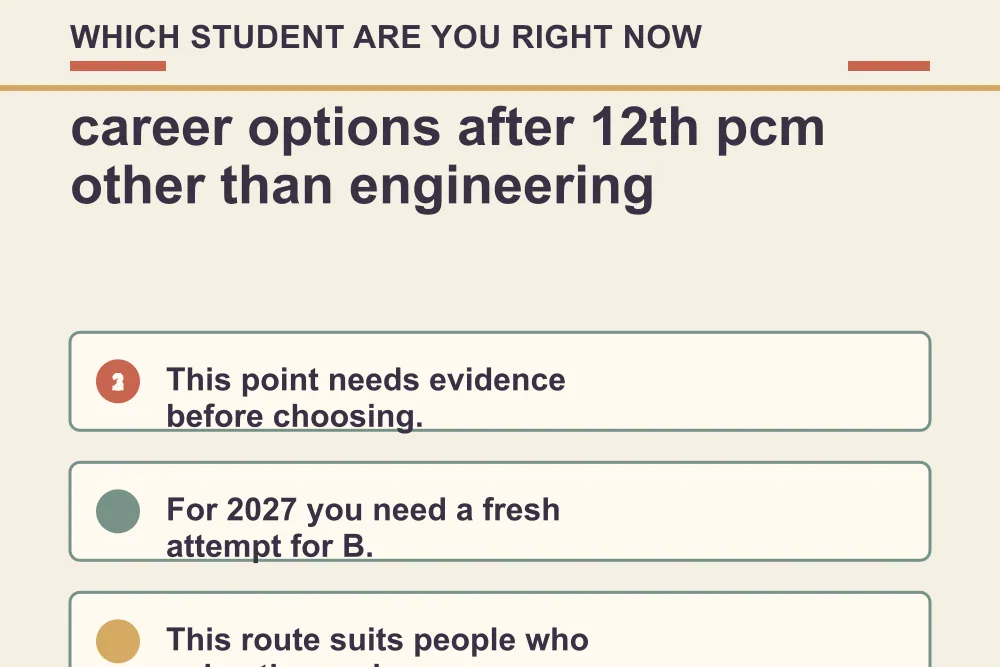 WHICH STUDENT ARE YOU RIGHT NOW
career options after 12th pcm
other than engineering
This point needs evidence
before choosing.
For 2027 you need a fresh
attempt for B.
This route suits people who